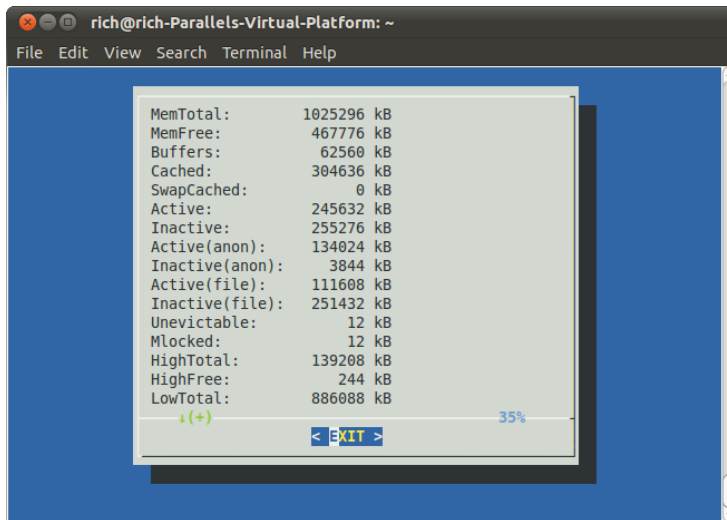 rich@rich-Parallels-Virtual-Platform: ~
File Edit View Search Terminal Help
MemTotal: 1025296 kB
MemFree: 467776 kB
Buffers: 62560 kB
Cached: 304636 kB
SwapCached: 0 kB
Active: 245632 kB
Inactive: 255276 kB
Active(anon): 134024 kB
Inactive(anon): 3844 kB
Active(file): 111608 kB
Inactive(file): 251432 kB
Unevictable: 12 kB
Mlocked: 12 kB
HighTotal: 139208 kB
HighFree: 244 kB
LowTotal: 886088 kB
↓(+) 35%
< EXIT >